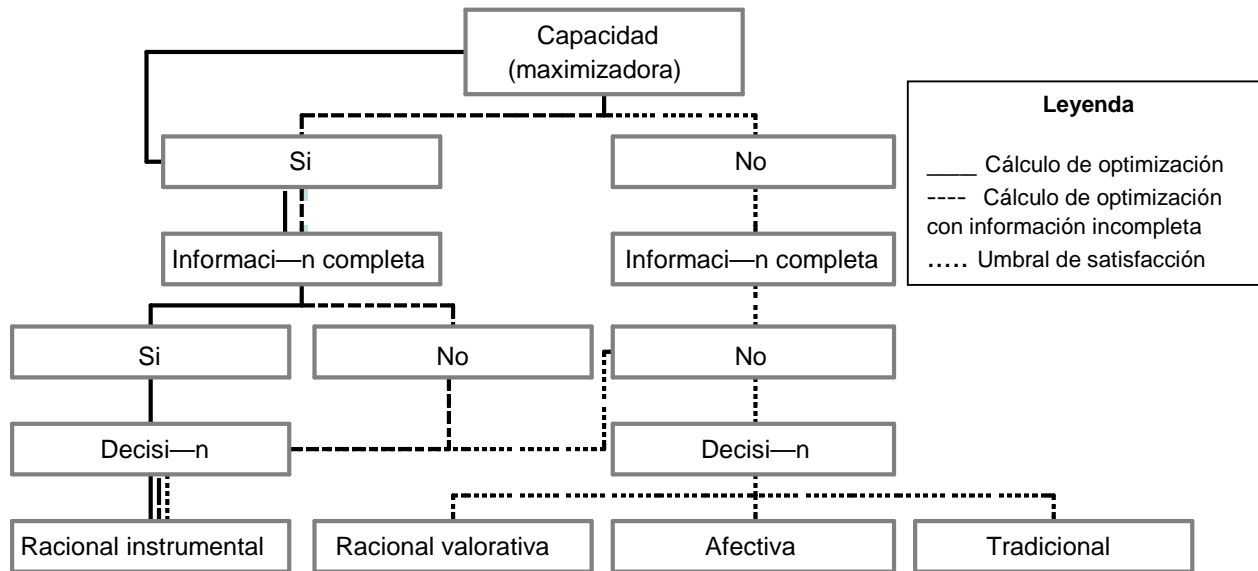 Capacidad
(maximizadora)
Leyenda
____ Cálculo de optimización
---- Cálculo de optimización
con información incompleta
..... Umbral de satisfacción
Si
No
Informaci—n completa
Informaci—n completa
Si
No
No
Decisi—n
Decisi—n
Racional instrumental
Racional valorativa
Afectiva
Tradicional